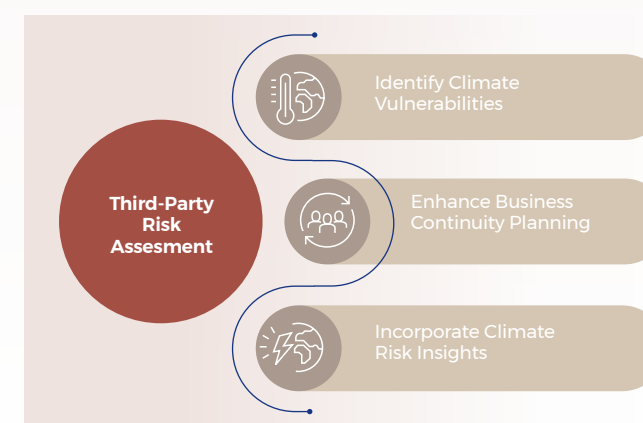 Identify Climate
Vulnerabilities
Third-Party
Risk
Assesment
Enhance Business
Continuity Planning
Incorporate Climate
Risk Insights